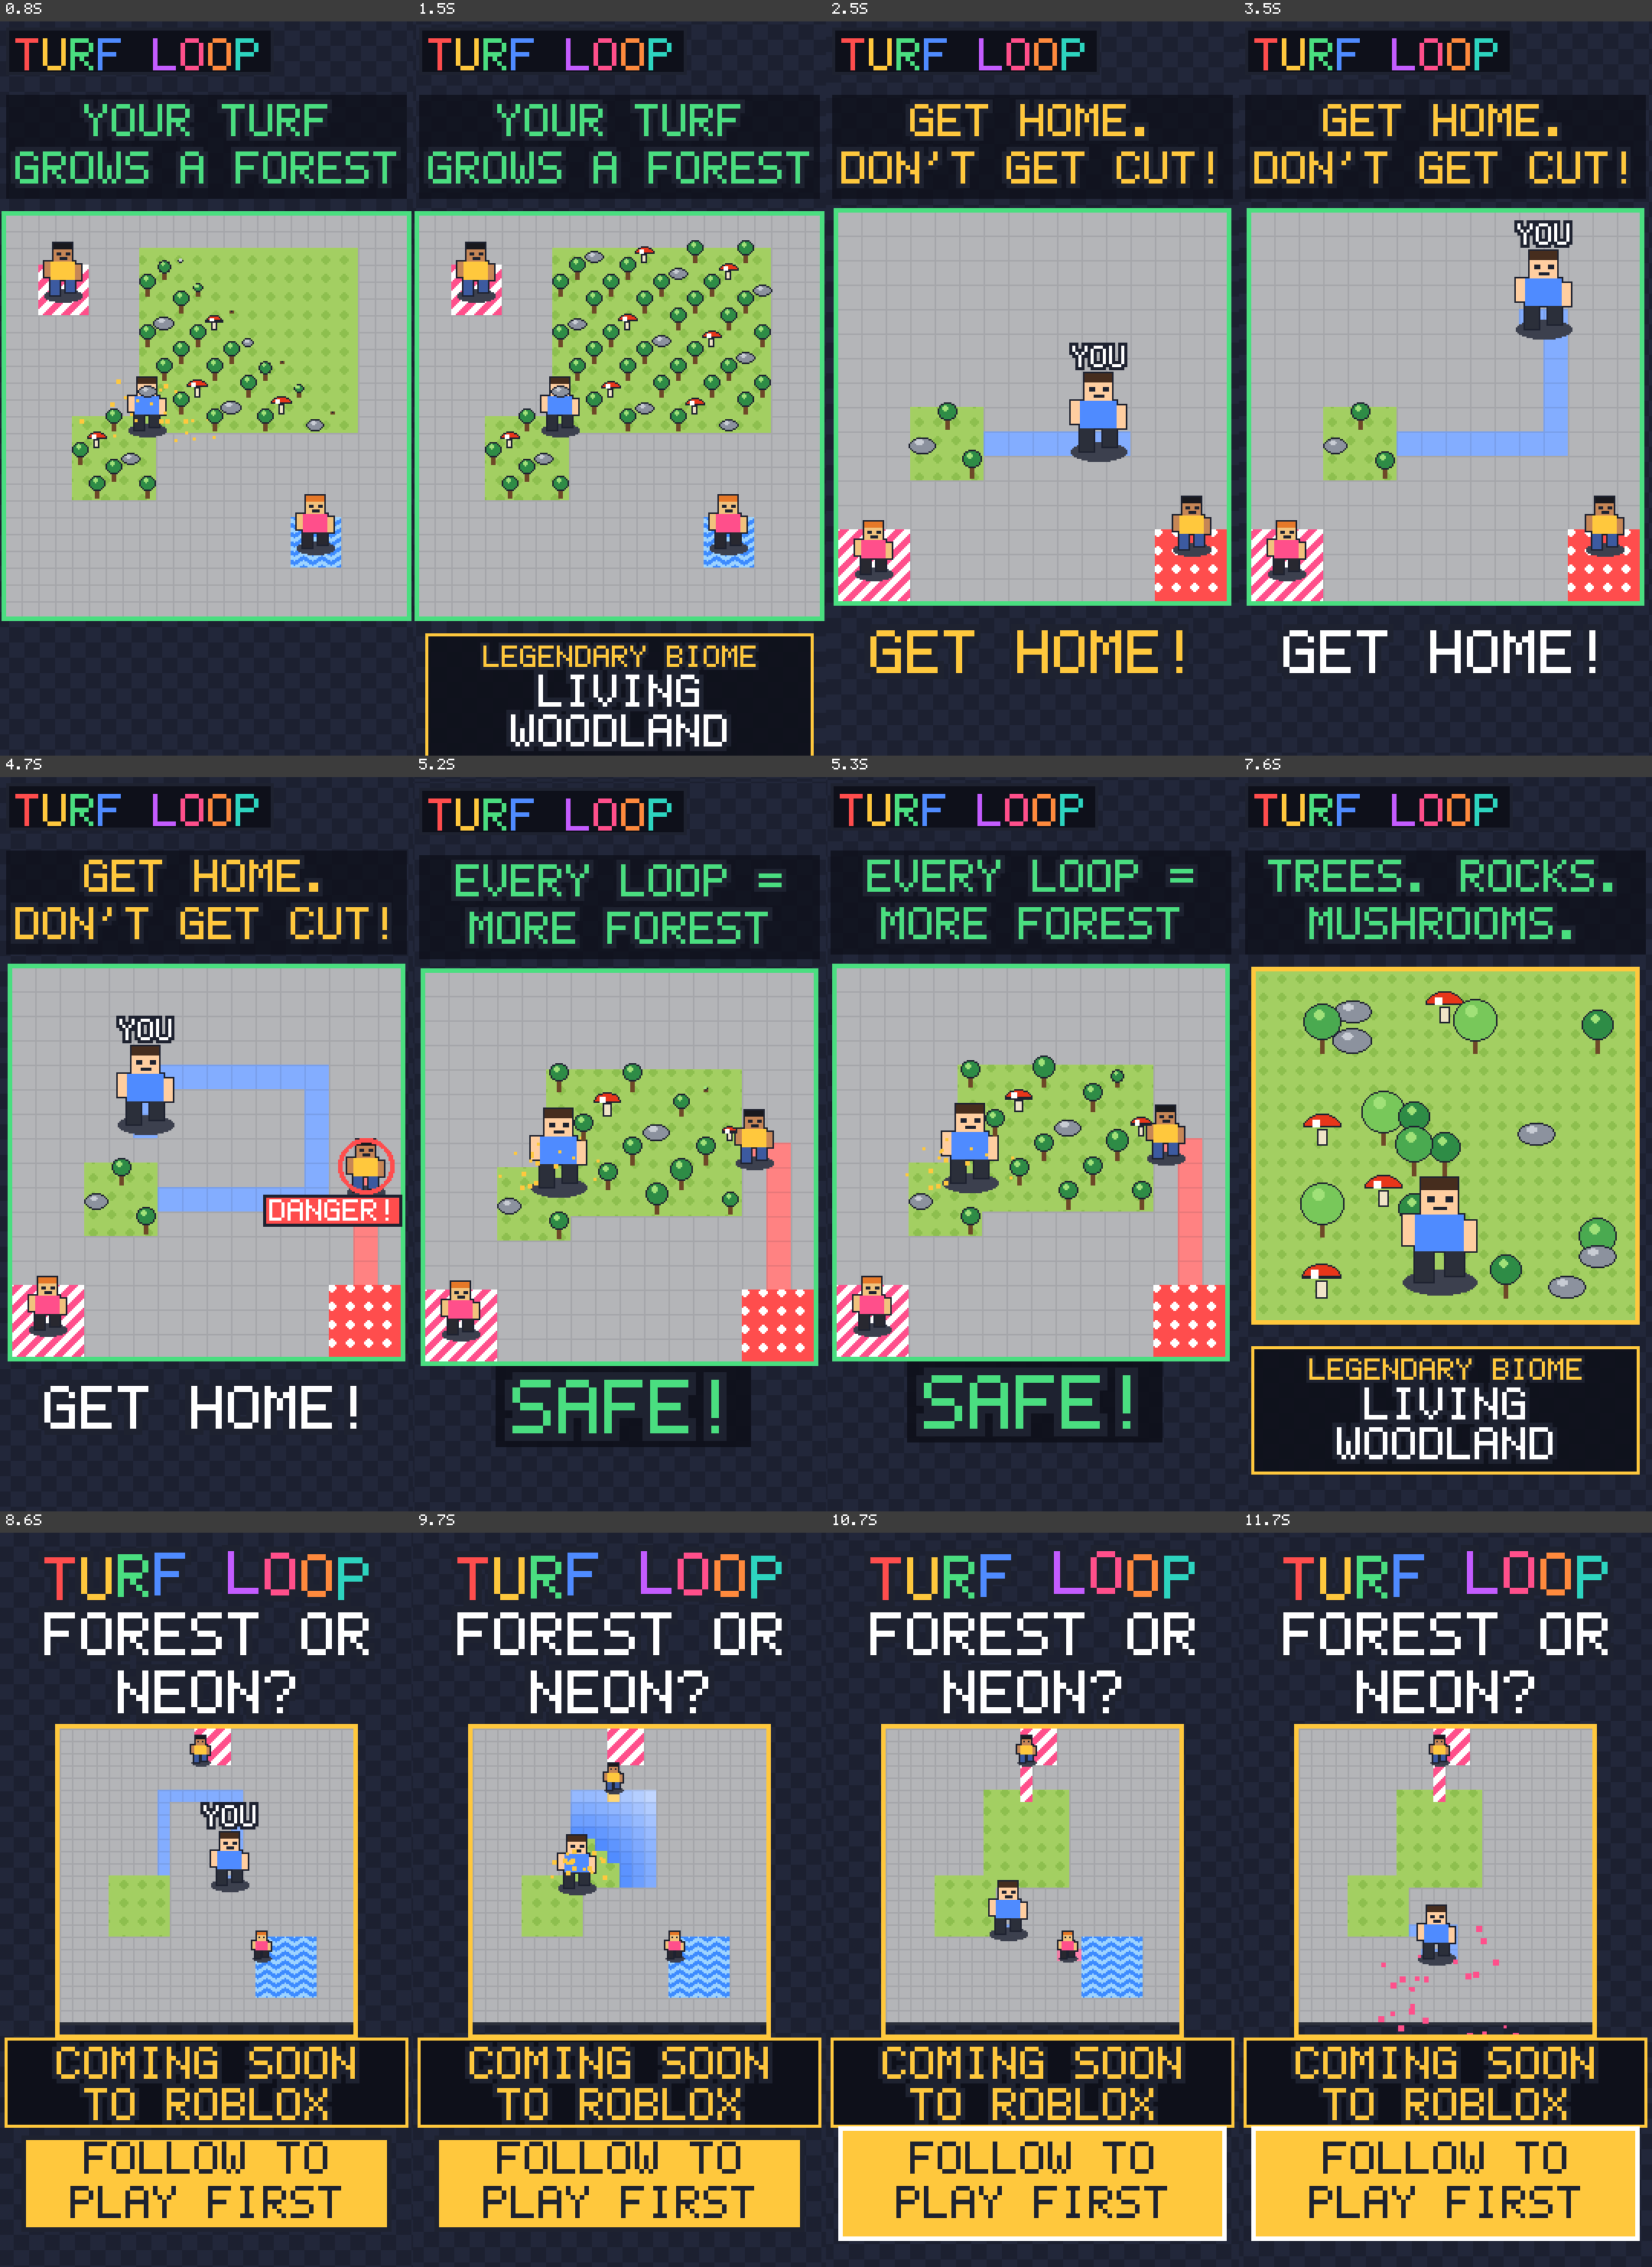 0.8S
TURF LOOP
YOUR TURF
GROWS A FOREST
1.5S
TURF LOOP
YOUR TURF
GROWS A FOREST
LEGENDARY BIOME
LIVING
WOODLAND
2.5S
TURF LOOP
GET HOME.
DON'T GET CUT!
YOU
GET HOME!
3.5S
TURF LOOP
GET HOME.
DON'T GET CUT!
YOU
GET HOME!
4.7S
TURF LOOP
GET HOME.
DON'T GET CUT!
YOU
DANGER!
GET HOME!
5.2S
TURF LOOP
EVERY LOOP =
MORE FOREST
SAFE!
5.3S
TURF LOOP
EVERY LOOP =
MORE FOREST
SAFE!
7.6S
TURF LOOP
TREES. ROCKS.
MUSHROOMS.
LEGENDARY BIOME
LIVING
WOODLAND
8.6S
TURF LOOP
FOREST OR
NEON?
YOU
COMING SOON
TO ROBLOX
FOLLOW TO
PLAY FIRST
9.7S
TURF LOOP
FOREST OR
NEON?
COMING SOON
TO ROBLOX
FOLLOW TO
PLAY FIRST
10.7S
TURF LOOP
FOREST OR
NEON?
COMING SOON
TO ROBLOX
FOLLOW TO
PLAY FIRST
11.7S
TURF LOOP
FOREST OR
NEON?
COMING SOON
TO ROBLOX
FOLLOW TO
PLAY FIRST